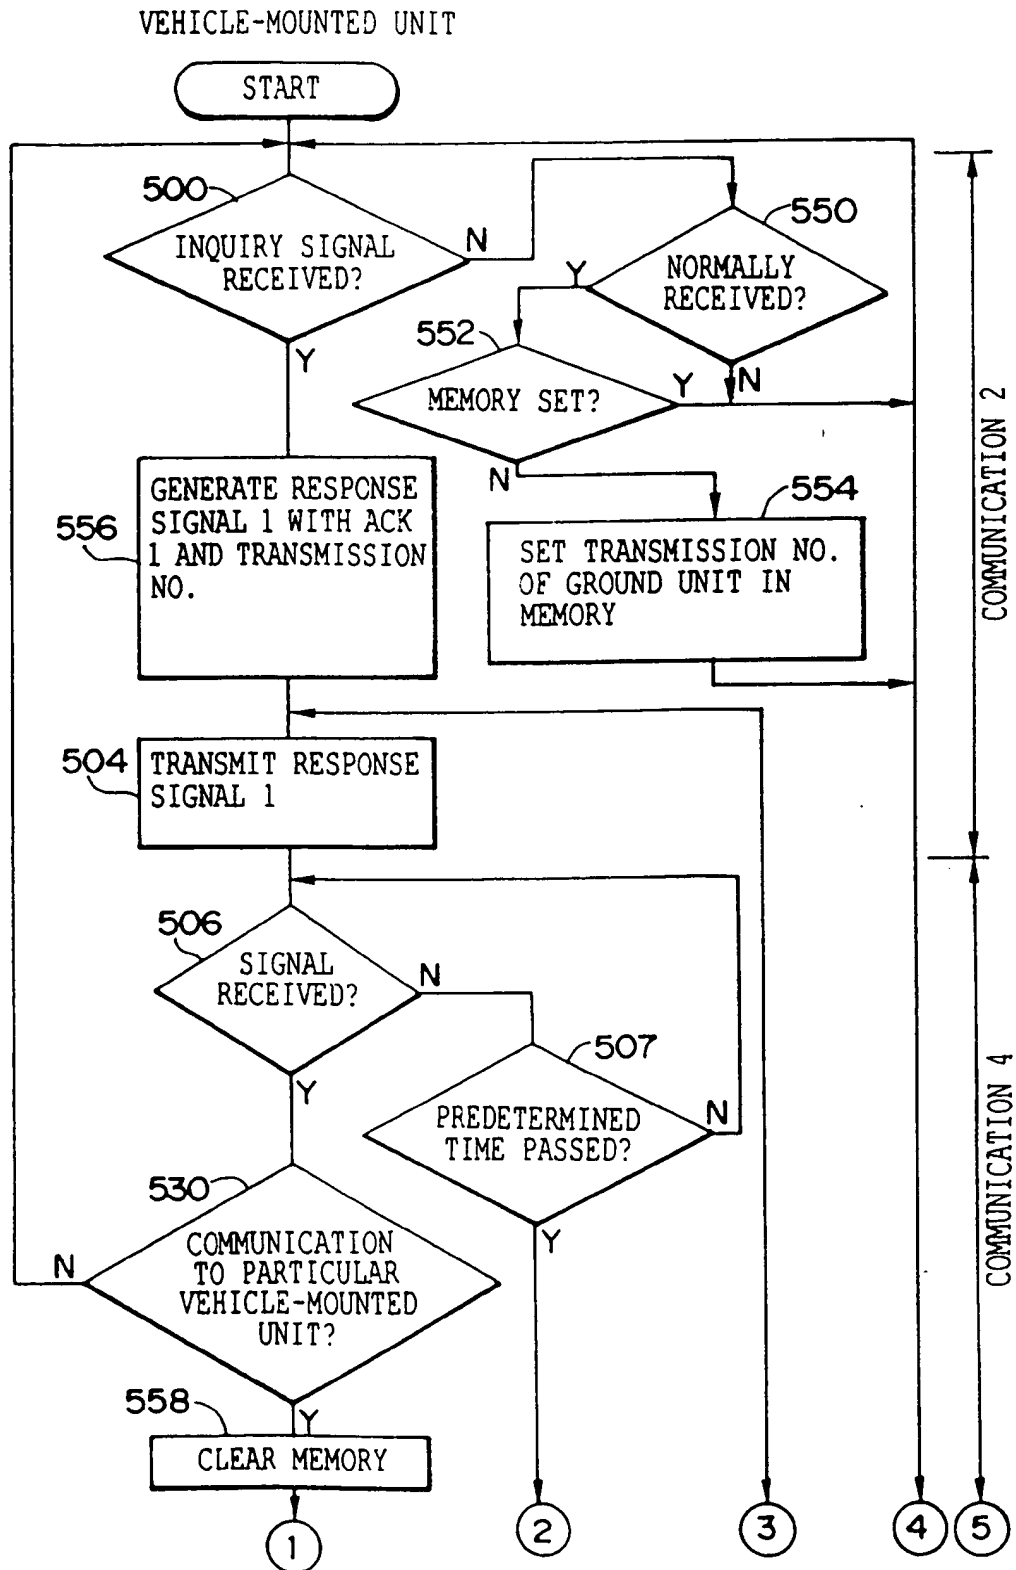 VEHICLE-MOUNTED UNIT
START
500
INQUIRY SIGNAL
RECEIVED?
N
Y
550
NORMALLY
RECEIVED?
Y
N
552
MEMORY SET?
Y
N
554
SET TRANSMISSION NO.
OF GROUND UNIT IN
MEMORY
556
GENERATE RESPONSE
SIGNAL 1 WITH ACK
1 AND TRANSMISSION
NO.
504
TRANSMIT RESPONSE
SIGNAL 1
COMMUNICATION 2
506
SIGNAL
RECEIVED?
N
Y
507
PREDETERMINED
TIME PASSED?
N
Y
530
COMMUNICATION
TO PARTICULAR
VEHICLE-MOUNTED
UNIT?
N
Y
558
CLEAR MEMORY
COMMUNICATION 4
1
2
3
4
5